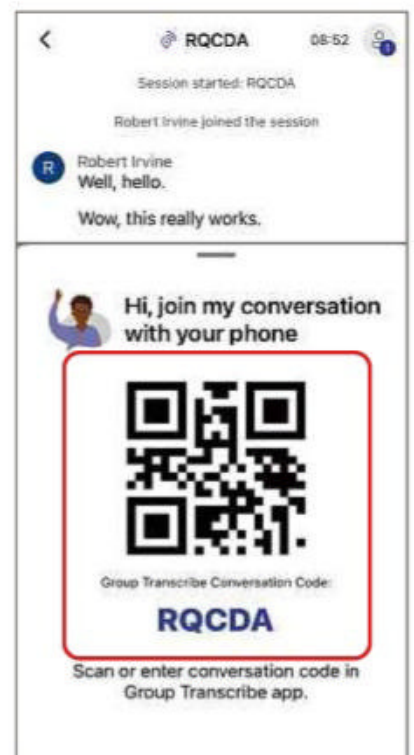 RQCDA
08:52
1
Session started: RQCDA
Robert Irvine joined the session
R
Robert Irvine
Well, hello.
Wow, this really works.
Hi, join my conversation
with your phone
Group Transcribe Conversation Code:
RQCDA
Scan or enter conversation code in
Group Transcribe app.